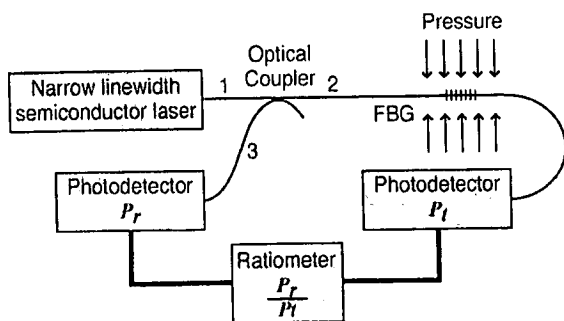 Pressure
Optical
Coupler
Narrow linewidth
semiconductor laser
1
2
FBG
3
Photodetector
Pr
Photodetector
Pt
Ratiometer
Pr
Pt